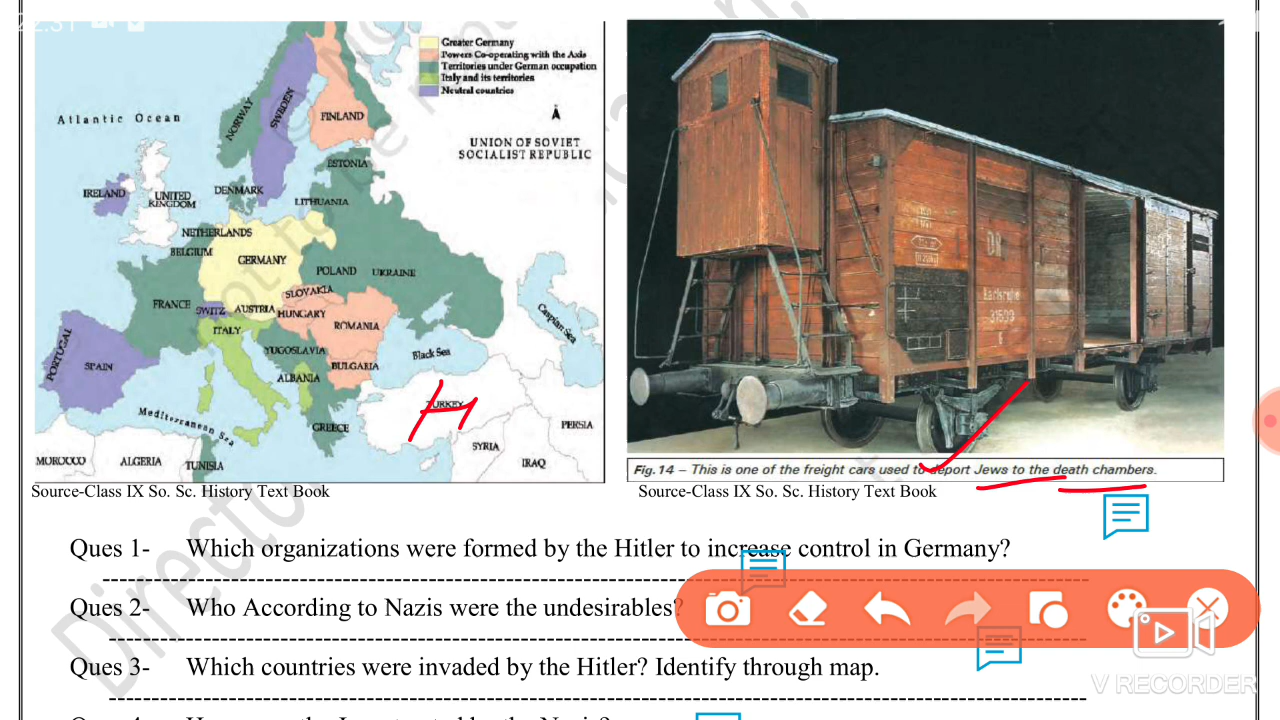 22:51
Greater Germany
Powers Co-operating with the Axis
Territories under German occupation
Italy and its territories
Neutral countries
Atlantic Ocean
NORWAY
SWEDEN
FINLAND
UNION OF SOVIET
SOCIALIST REPUBLIC
ESTONIA
IRELAND
UNITED
KINGDOM
DENMARK
LITHUANIA
NETHERLANDS
BELGIUM
GERMANY
POLAND
UKRAINE
SLOVAKIA
FRANCE
SWITZ
AUSTRIA
HUNGARY
ITALY
ROMANIA
Caspian Sea
PORTUGAL
SPAIN
YUGOSLAVIA
Black Sea
BULGARIA
ALBANIA
TURKEY
Mediterranean Sea
GREECE
PERSIA
SYRIA
MOROCCO
ALGERIA
TUNISIA
IRAQ
DR
Karlsruhe
31599
Fig.14 – This is one of the freight cars used to deport Jews to the death chambers.
Source-Class IX So. Sc. History Text Book
Source-Class IX So. Sc. History Text Book
Ques 1- Which organizations were formed by the Hitler to increase control in Germany?
Ques 2- Who According to Nazis were the undesirables?
Ques 3- Which countries were invaded by the Hitler? Identify through map.
V RECORDER